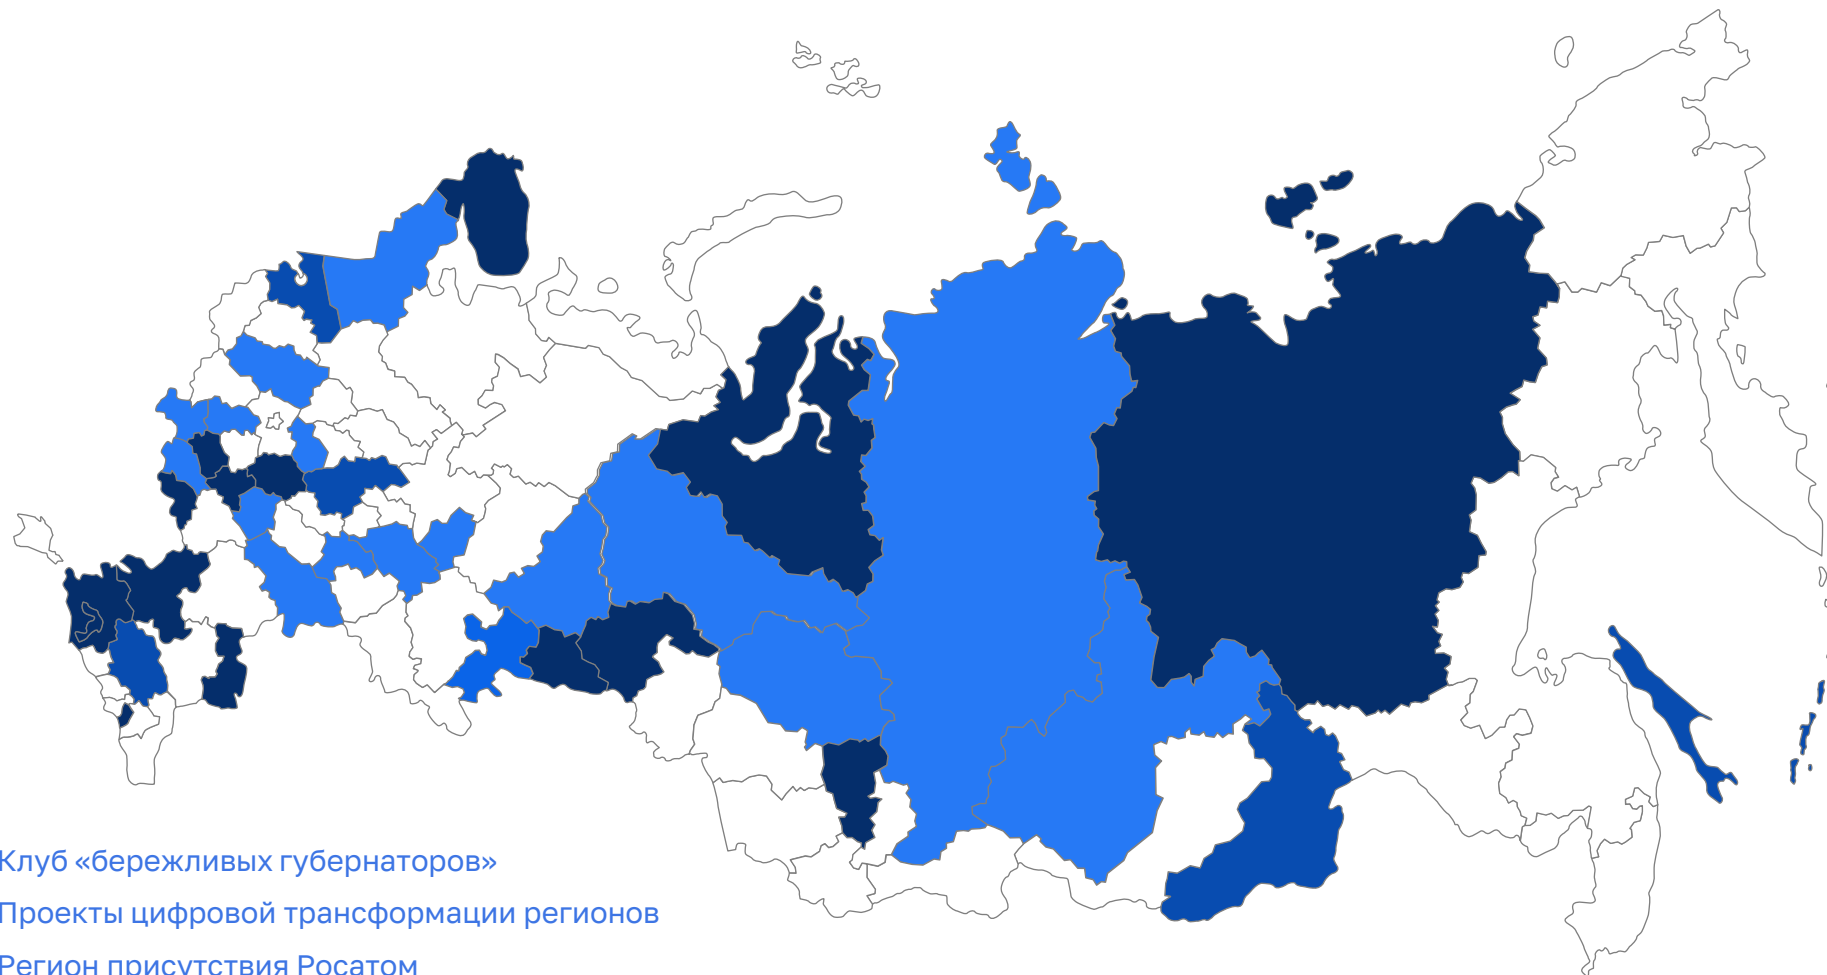 Клуб «бережливых губернаторов»
Проекты цифровой трансформации регионов
Регион присутствия Росатом